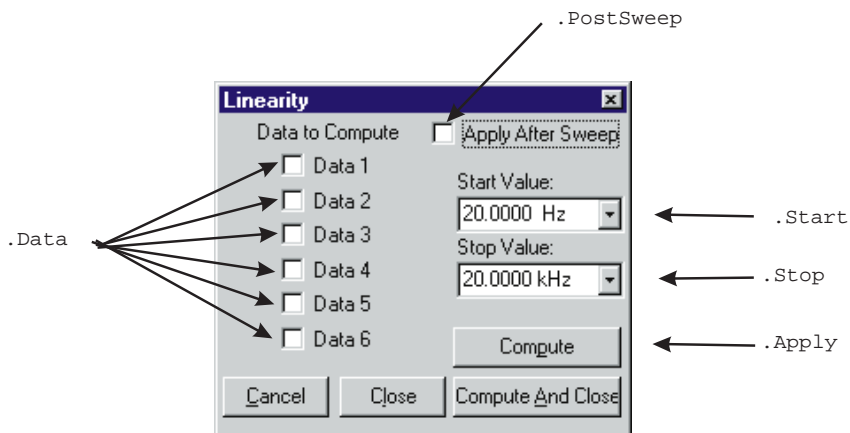 .PostSweep
Linearity
Data to Compute
Apply After Sweep
Data 1
Data 2
Data 3
Data 4
Data 5
Data 6
.Data
Start Value:
20.0000 Hz
.Start
Stop Value:
20.0000 kHz
.Stop
Compute
.Apply
Cancel
Close
Compute And Close